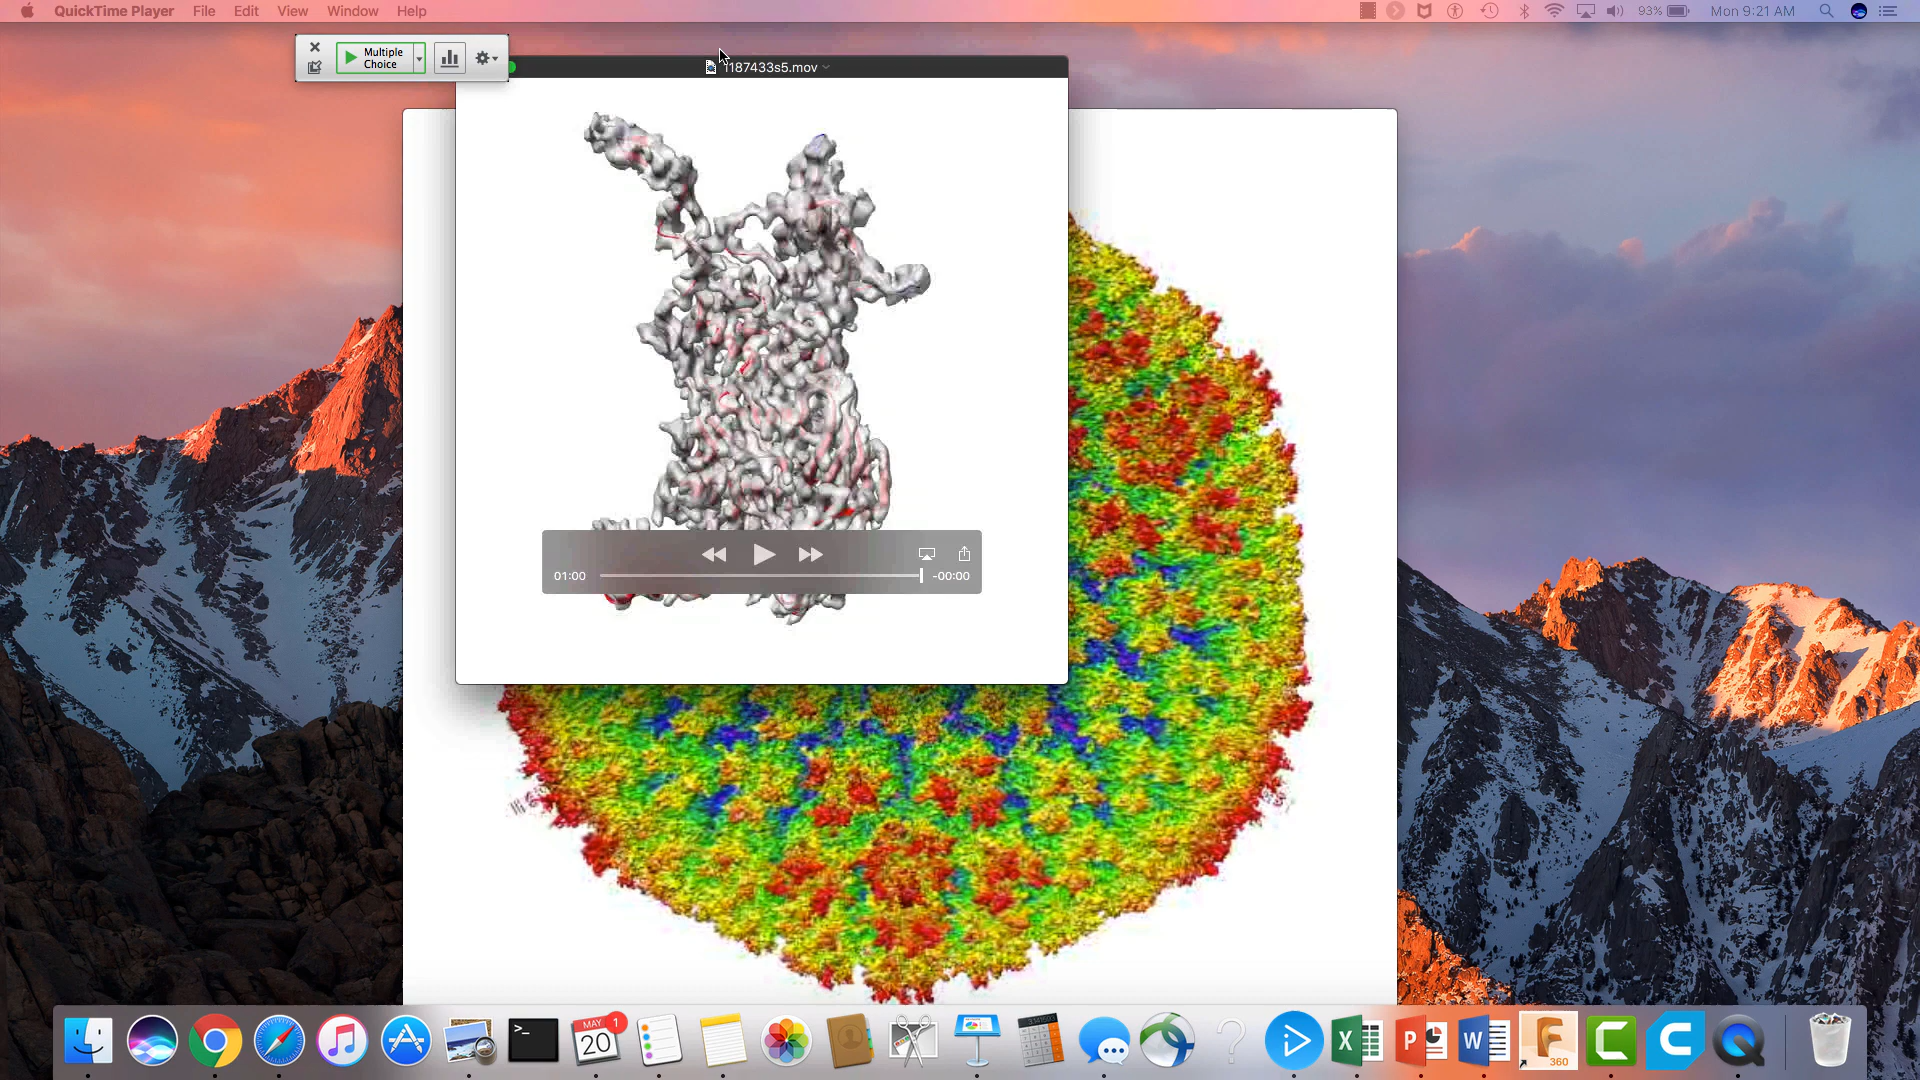 QuickTime Player File Edit View Window Help 93% Mon 9:21 AM
Multiple
Choice
1187433s5.mov
01:00 -00:00
MAY 1
20
>_
360